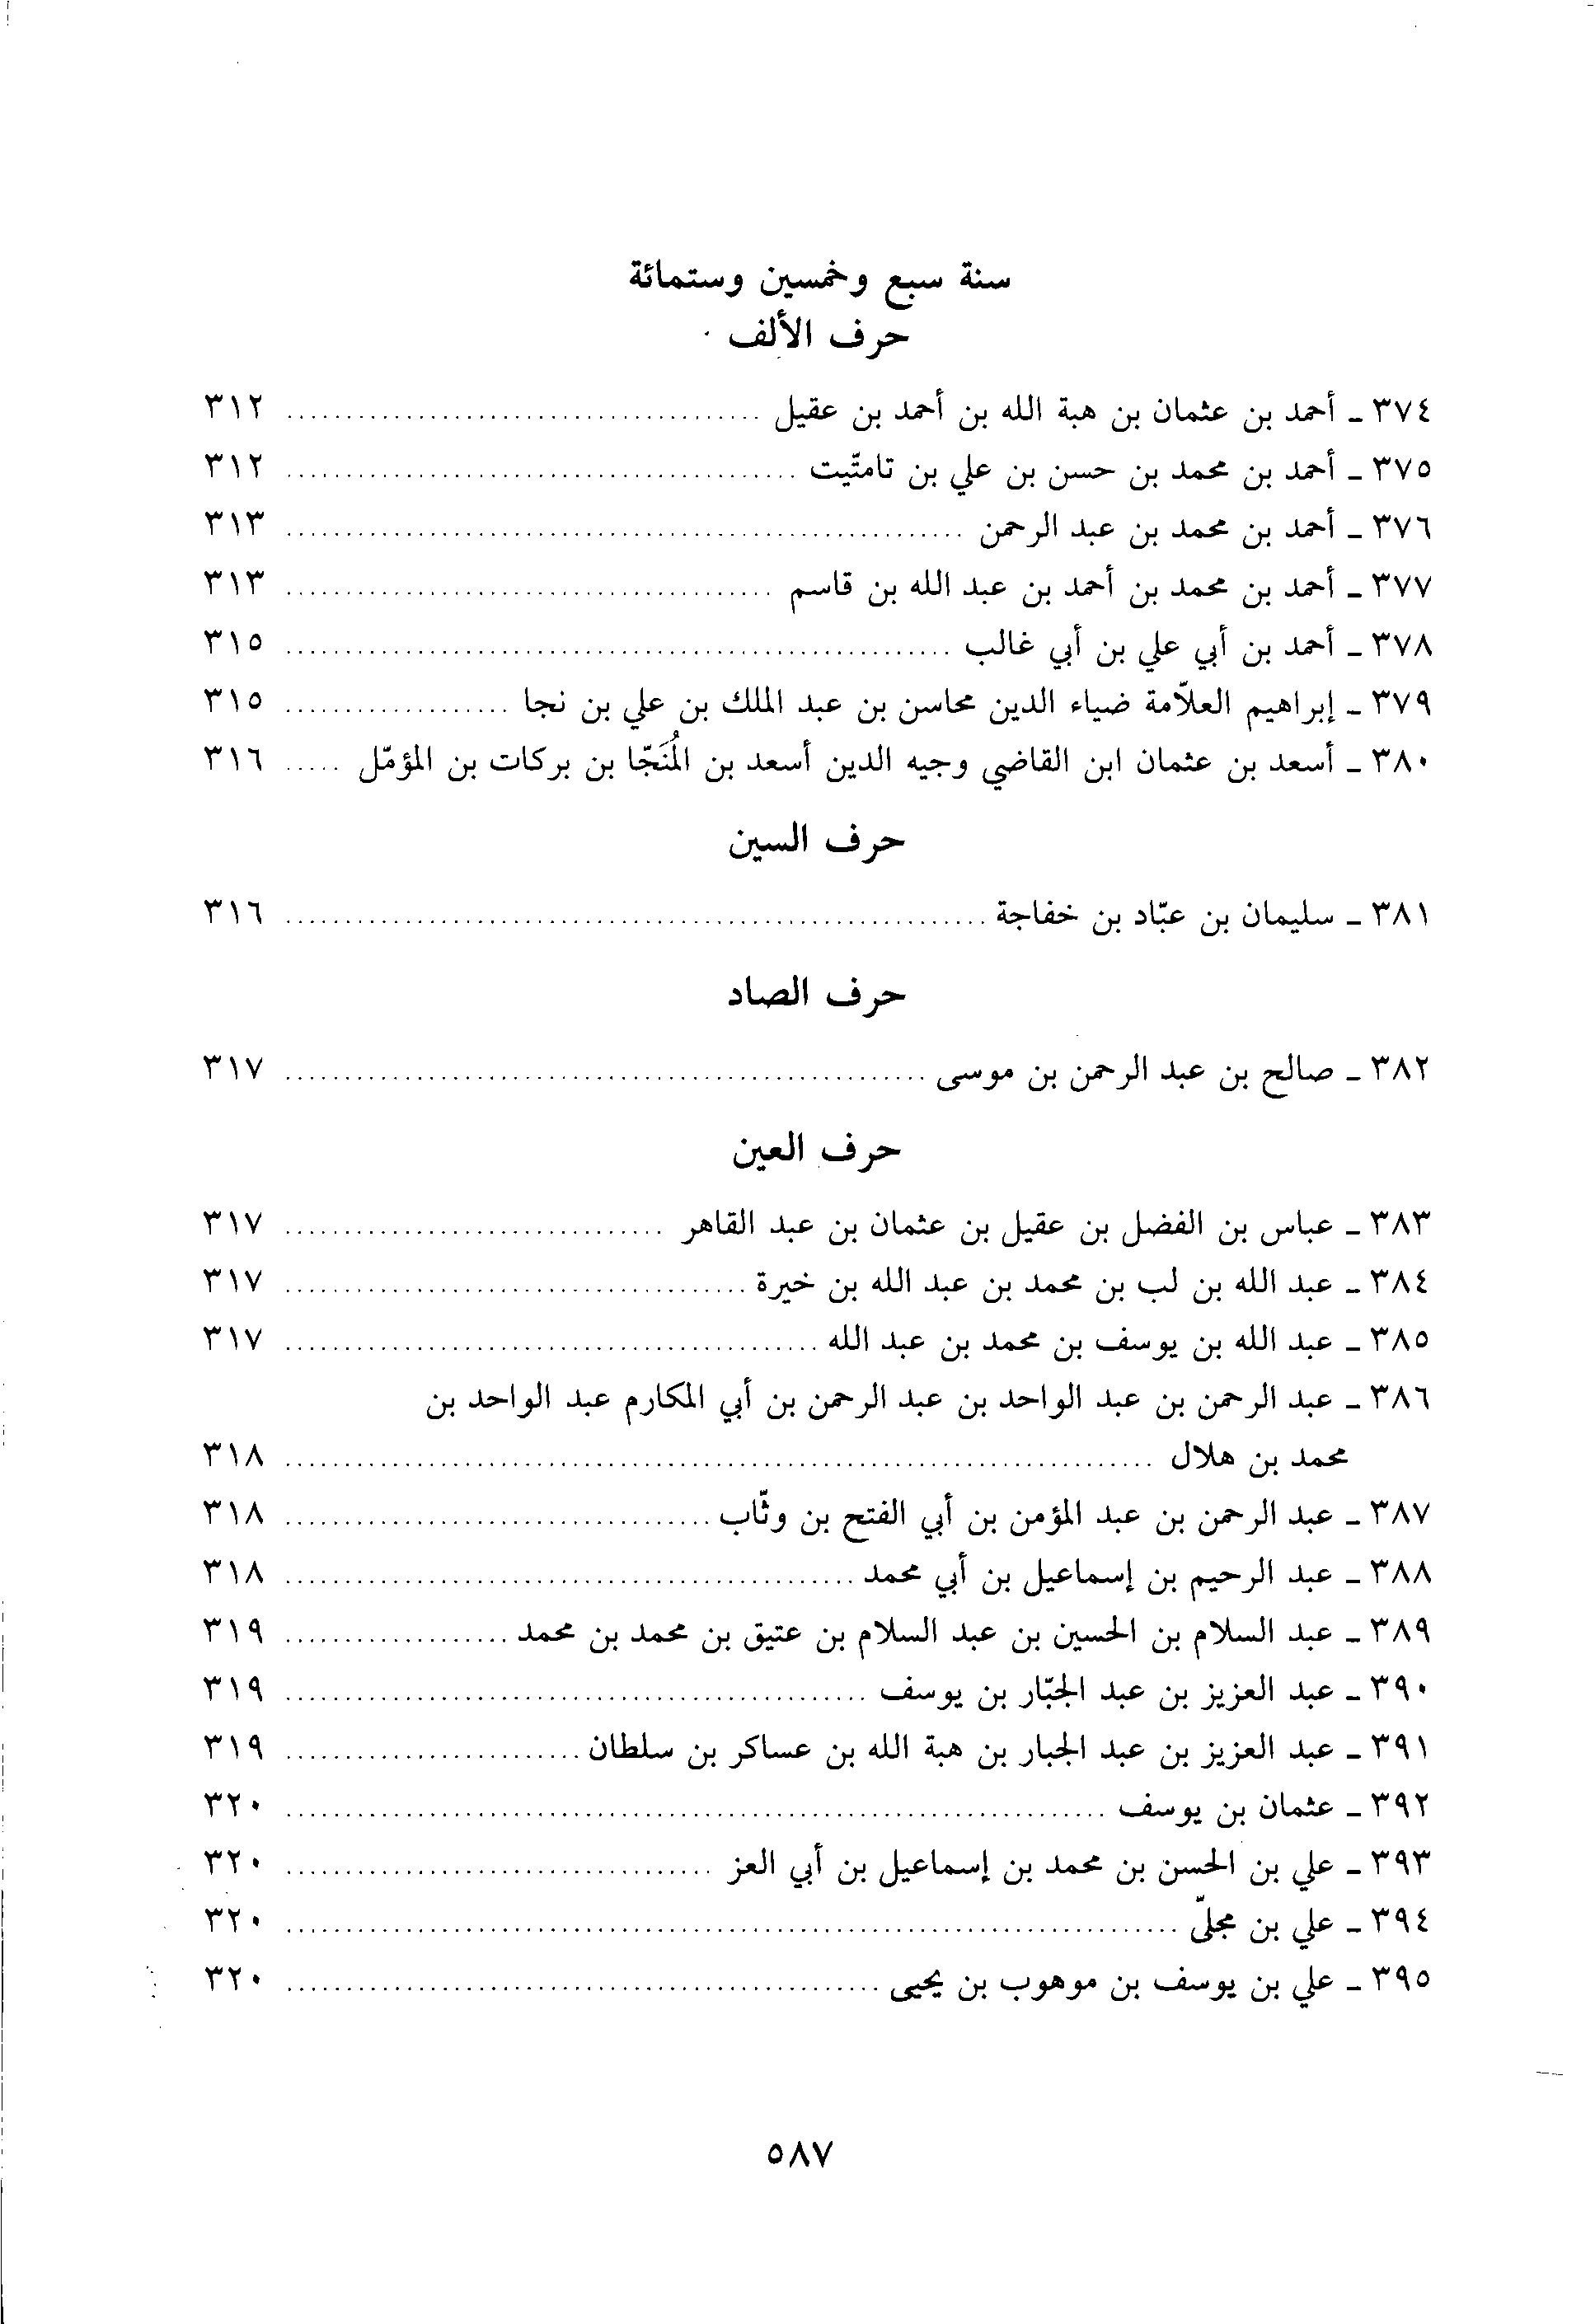 سنة سبع وخمسين وستمائة
حرف الألف
٣٧٤ ـ أحمد بن عثمان بن هبة الله بن أحمد بن عقيل ........................................ ٣١٢
٣٧٥ ـ أحمد بن محمد بن حسن بن علي بن تامتّيت ........................................... ٣١٢
٣٧٦ ـ أحمد بن محمد بن عبد الرحمن ......................................................... ٣١٣
٣٧٧ ـ أحمد بن محمد بن أحمد بن عبد الله بن قاسم ......................................... ٣١٣
٣٧٨ ـ أحمد بن أبي علي بن أبي غالب ........................................................ ٣١٥
٣٧٩ ـ إبراهيم العلاّمة ضياء الدين محاسن بن عبد الملك بن علي بن نجا ................... ٣١٥
٣٨٠ ـ أسعد بن عثمان ابن القاضي وجيه الدين أسعد بن المُنَجّا بن بركات بن المؤمّل ..... ٣١٦
حرف السين
٣٨١ ـ سليمان بن عبّاد بن خفاجة ........................................................... ٣١٦
حرف الصاد
٣٨٢ ـ صالح بن عبد الرحمن بن موسى ...................................................... ٣١٧
حرف العين
٣٨٣ ـ عباس بن الفضل بن عقيل بن عثمان بن عبد القاهر ................................ ٣١٧
٣٨٤ ـ عبد الله بن لب بن محمد بن عبد الله بن خيرة ....................................... ٣١٧
٣٨٥ ـ عبد الله بن يوسف بن محمد بن عبد الله ............................................. ٣١٧
٣٨٦ ـ عبد الرحمن بن عبد الواحد بن عبد الرحمن بن أبي المكارم عبد الواحد بن
محمد بن هلال ......................................................................... ٣١٨
٣٨٧ ـ عبد الرحمن بن عبد المؤمن بن أبي الفتح بن وثّاب .................................... ٣١٨
٣٨٨ ـ عبد الرحيم بن إسماعيل بن أبي محمد ................................................ ٣١٨
٣٨٩ ـ عبد السلام بن الحسين بن عبد السلام بن عتيق بن محمد بن محمد ................... ٣١٩
٣٩٠ ـ عبد العزيز بن عبد الجبّار بن يوسف ................................................. ٣١٩
٣٩١ ـ عبد العزيز بن عبد الجبار بن هبة الله بن عساكر بن سلطان ......................... ٣١٩
٣٩٢ ـ عثمان بن يوسف ..................................................................... ٣٢٠
٣٩٣ ـ علي بن الحسن بن محمد بن إسماعيل بن أبي العز .................................... ٣٢٠
٣٩٤ ـ علي بن مجلّى ........................................................................... ٣٢٠
٣٩٥ ـ علي بن يوسف بن موهوب بن يحيى .................................................. ٣٢٠
٥٨٧